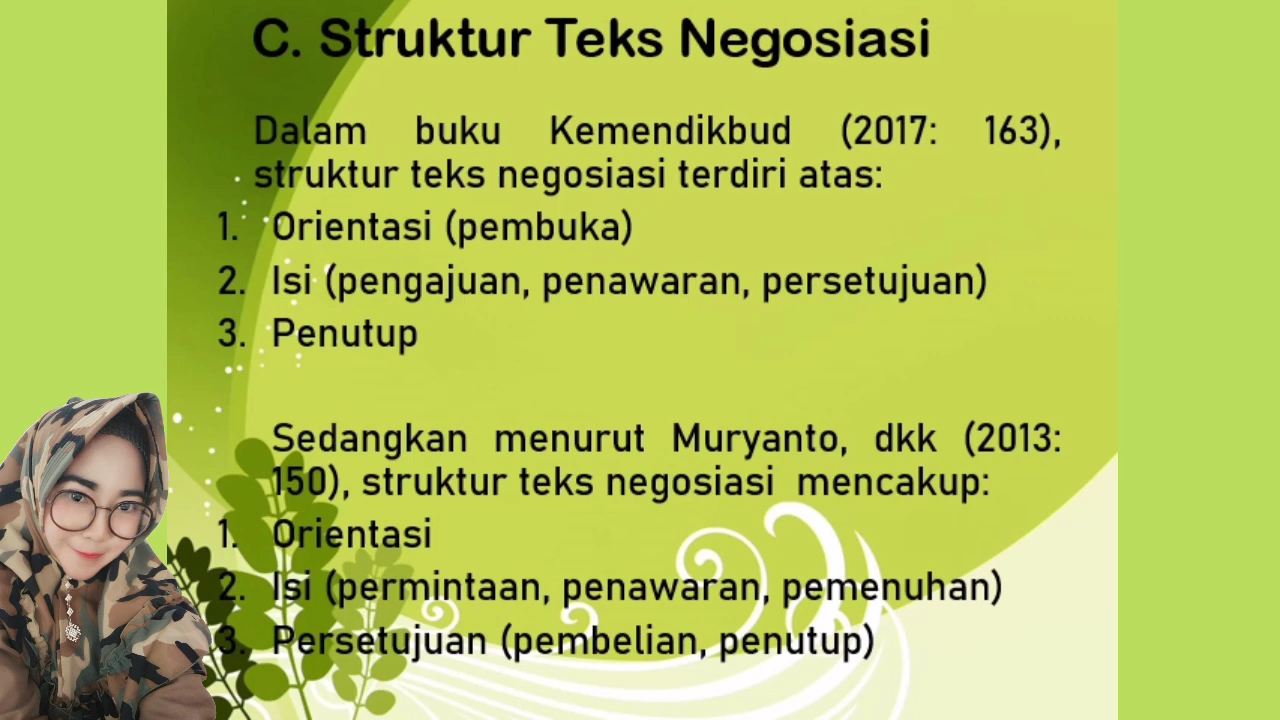 C. Struktur Teks Negosiasi
Dalam buku Kemendikbud (2017: 163),
struktur teks negosiasi terdiri atas:
1. Orientasi (pembuka)
2. Isi (pengajuan, penawaran, persetujuan)
3. Penutup
Sedangkan menurut Muryanto, dkk (2013:
150), struktur teks negosiasi mencakup:
1. Orientasi
2. Isi (permintaan, penawaran, pemenuhan)
3. Persetujuan (pembelian, penutup)